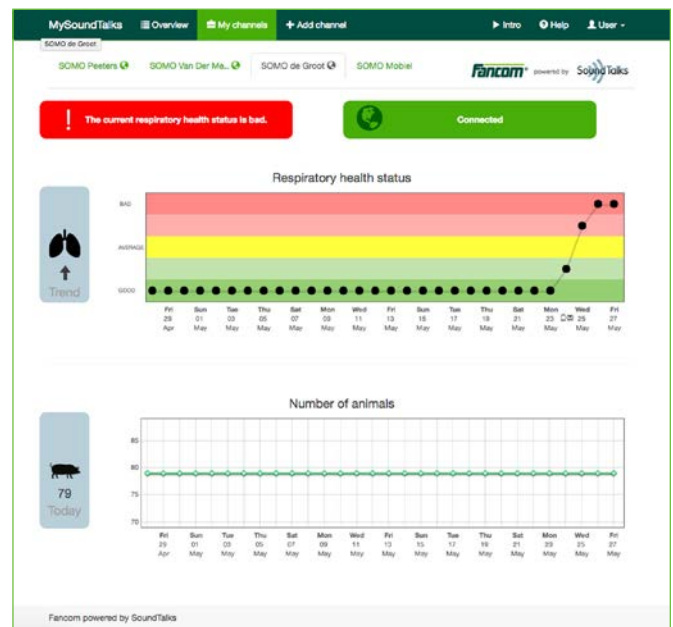 MySoundTalks Overview My channels + Add channel Intro Help User
SOMO de Groot
SOMO Peeters SOMO Van Der Ma... SOMO de Groot SOMO Mobiel Fancom powered by SoundTalks
! The current respiratory health status is bad. Connected
Respiratory health status
BAD
AVERAGE
GOOD
Trend
Fri Sun Tue Thu Sat Mon Wed Fri Sun Tue Thu Sat Mon Wed Fri
29 01 03 05 07 09 11 13 15 17 19 21 23 25 27
Apr May May May May May May May May May May May May May May
Number of animals
85
80
75
70
79
Today
Fri Sun Tue Thu Sat Mon Wed Fri Sun Tue Thu Sat Mon Wed Fri
29 01 03 05 07 09 11 13 15 17 19 21 23 25 27
Apr May May May May May May May May May May May May May May
Fancom powered by SoundTalks